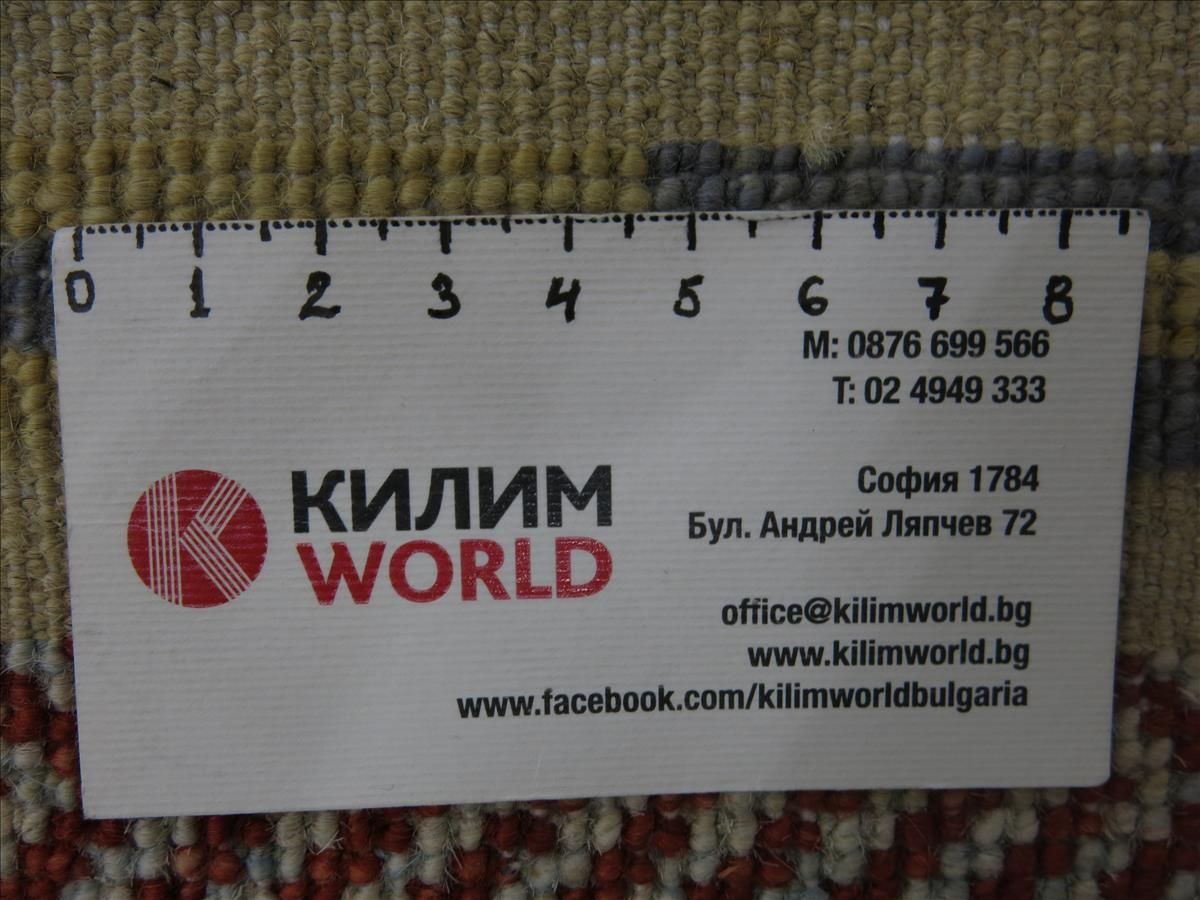 0 1 2 3 4 5 6 7 8
M: 0876 699 566
T: 02 4949 333
София 1784
Бул. Андрей Ляпчев 72
КИЛИМ
WORLD
office@kilimworld.bg
www.kilimworld.bg
www.facebook.com/kilimworldbulgaria